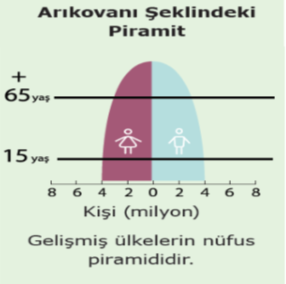 Arıkovanı Şeklindeki
Piramit
+
65 yaş
15 yaş
8 6 4 2 0 2 4 6 8
Kişi (milyon)
Gelişmiş ülkelerin nüfus
piramididir.